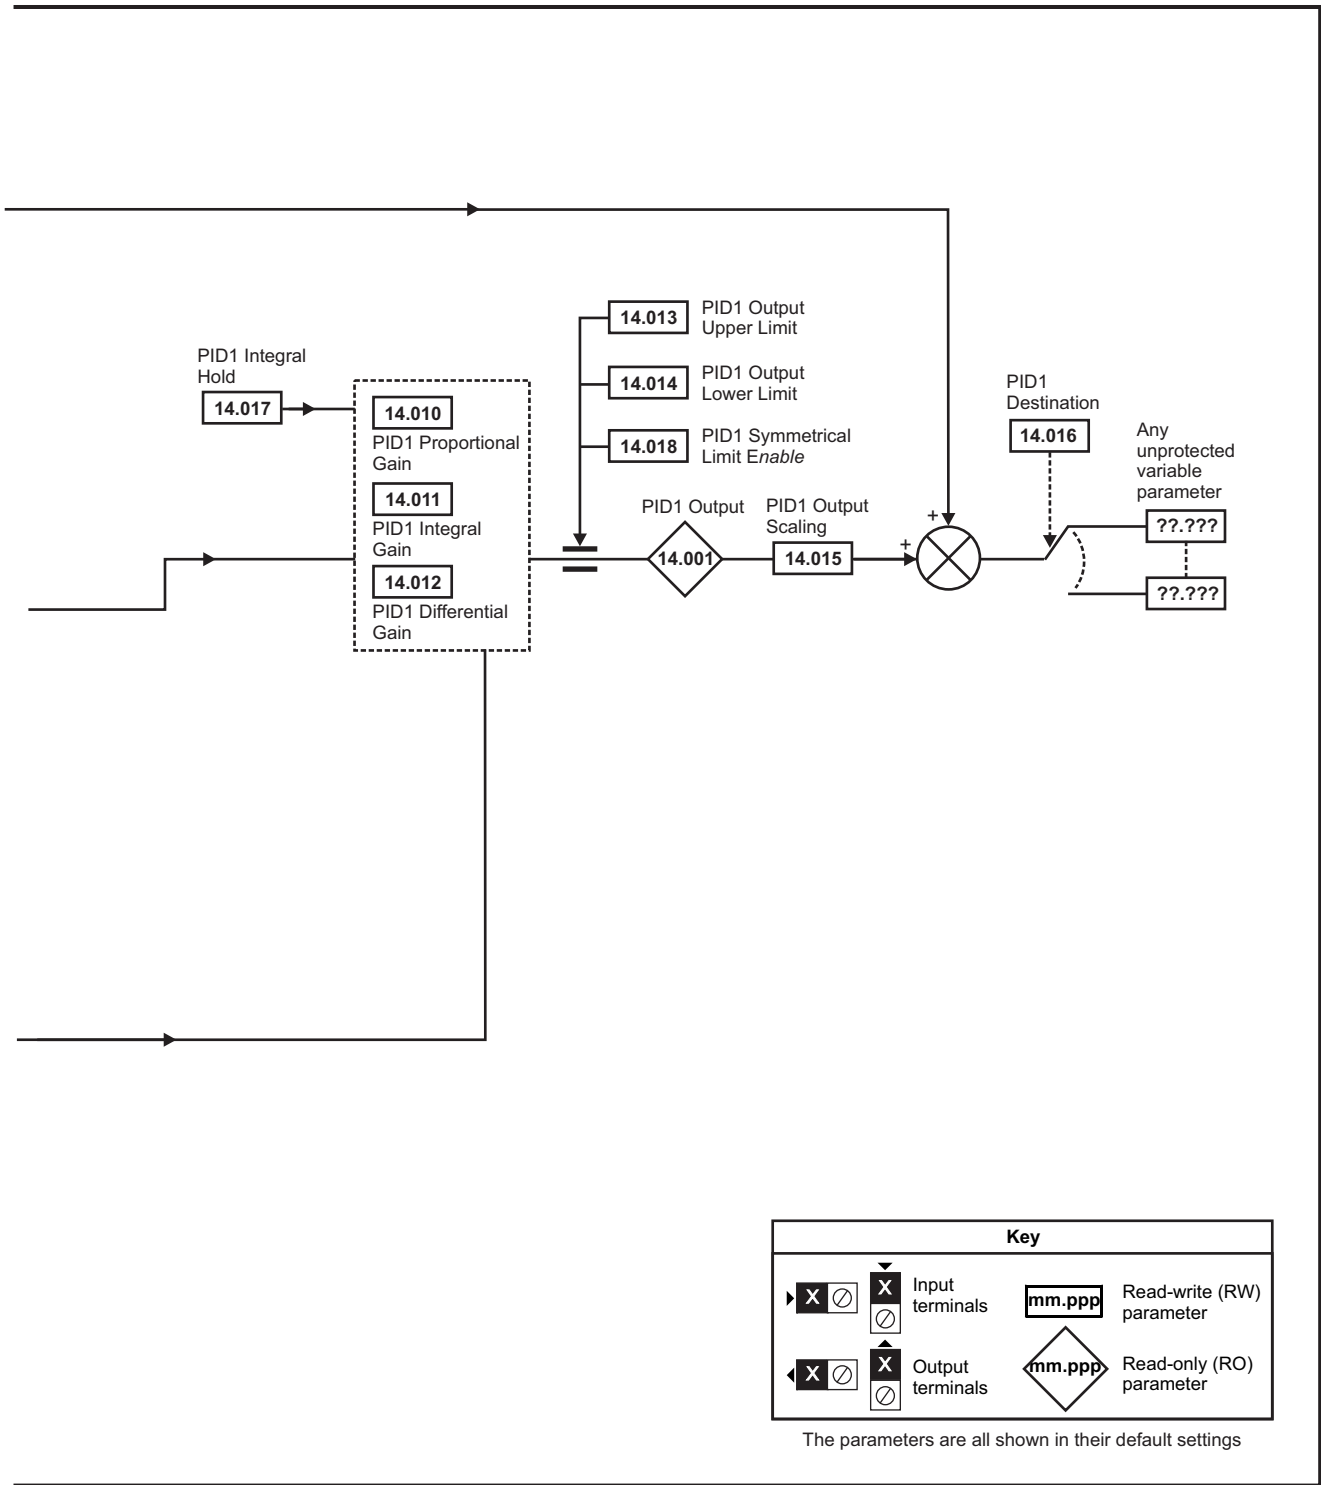 14.013
PID1 Output
Upper Limit
PID1 Integral
Hold
14.017
14.014
PID1 Output
Lower Limit
14.018
PID1 Symmetrical
Limit Enable
14.010
PID1 Proportional
Gain
14.011
PID1 Integral
Gain
14.012
PID1 Differential
Gain
PID1 Output
14.001
PID1 Output
Scaling
14.015
+
+
PID1
Destination
14.016
Any
unprotected
variable
parameter
??.???
??.???
Key
X
X
Input
terminals
mm.ppp
Read-write (RW)
parameter
X
X
Output
terminals
mm.ppp
Read-only (RO)
parameter
The parameters are all shown in their default settings